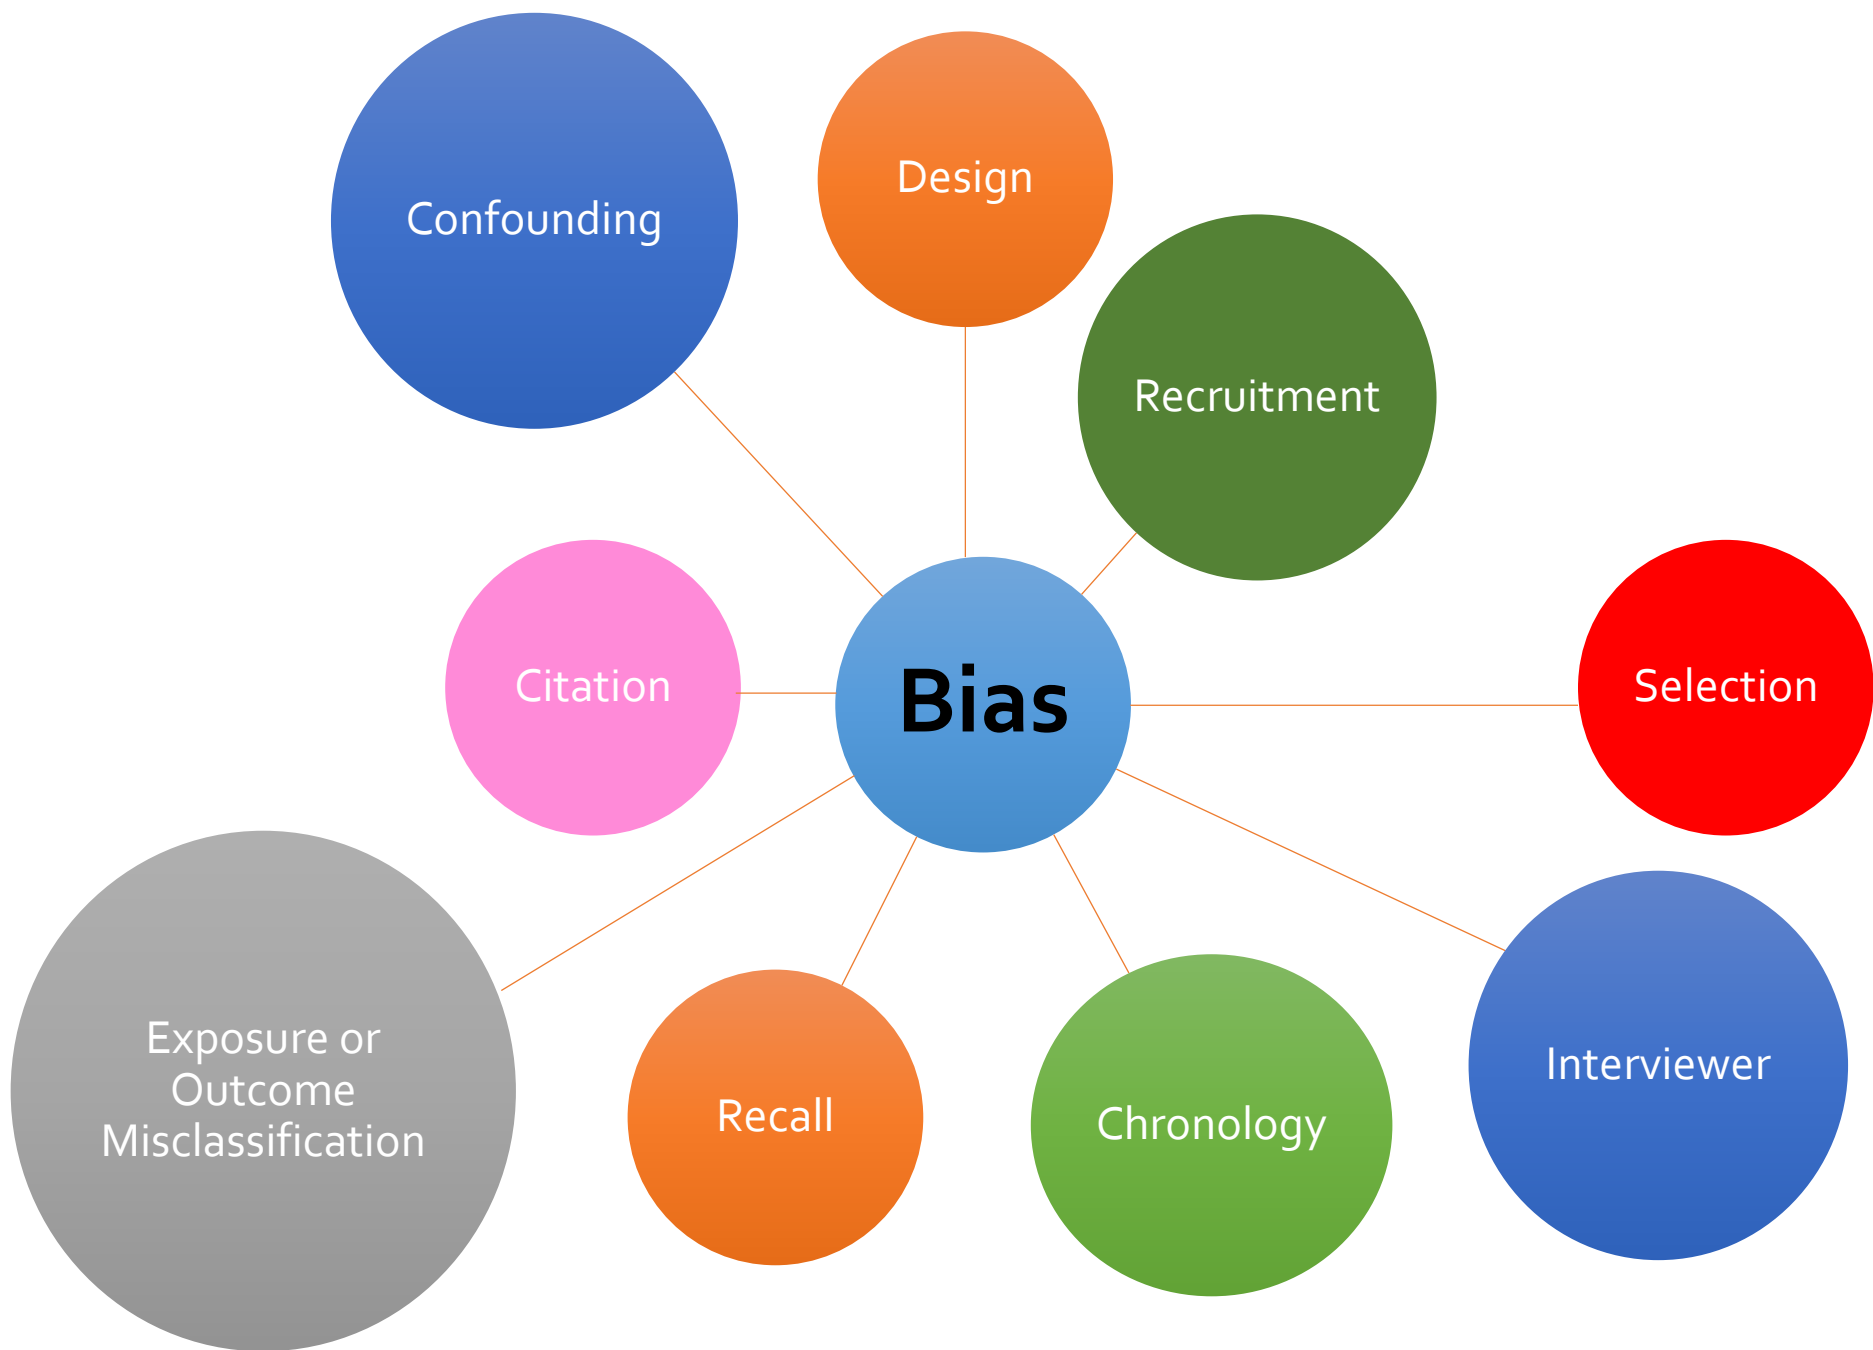 Design
Confounding
Recruitment
Citation
Bias
Selection
Exposure or
Outcome
Misclassification
Recall
Chronology
Interviewer